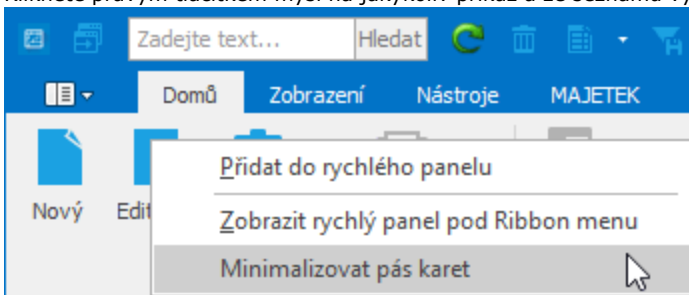 Zadejte text... Hledat
Domů Zobrazení Nástroje MAJETEK
Přidat do rychlého panelu
Nový Edit
Zobrazit rychlý panel pod Ribbon menu
Minimalizovat pás karet